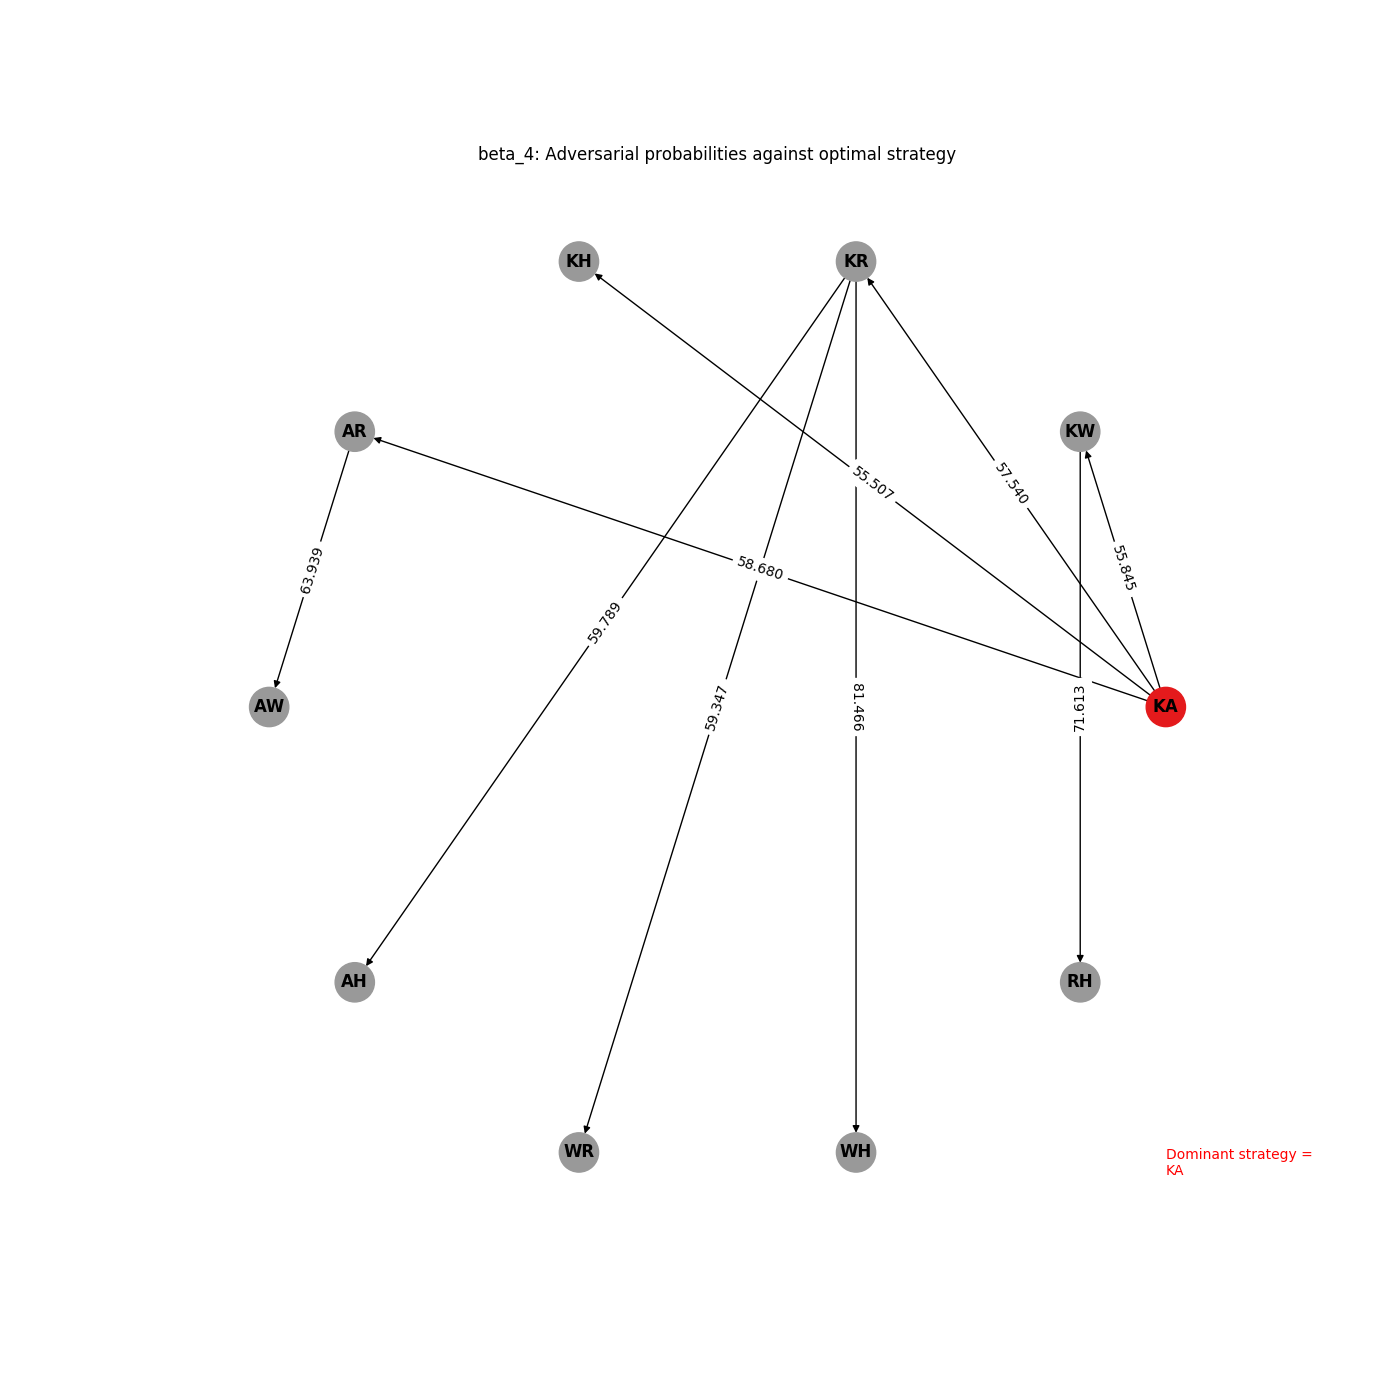 beta_4: Adversarial probabilities against optimal strategy
KH
KR
AR
KW
55.507
57.540
58.680
55.845
63.939
59.789
59.347
81.466
71.613
AW
KA
AH
RH
WR
WH
Dominant strategy =
KA